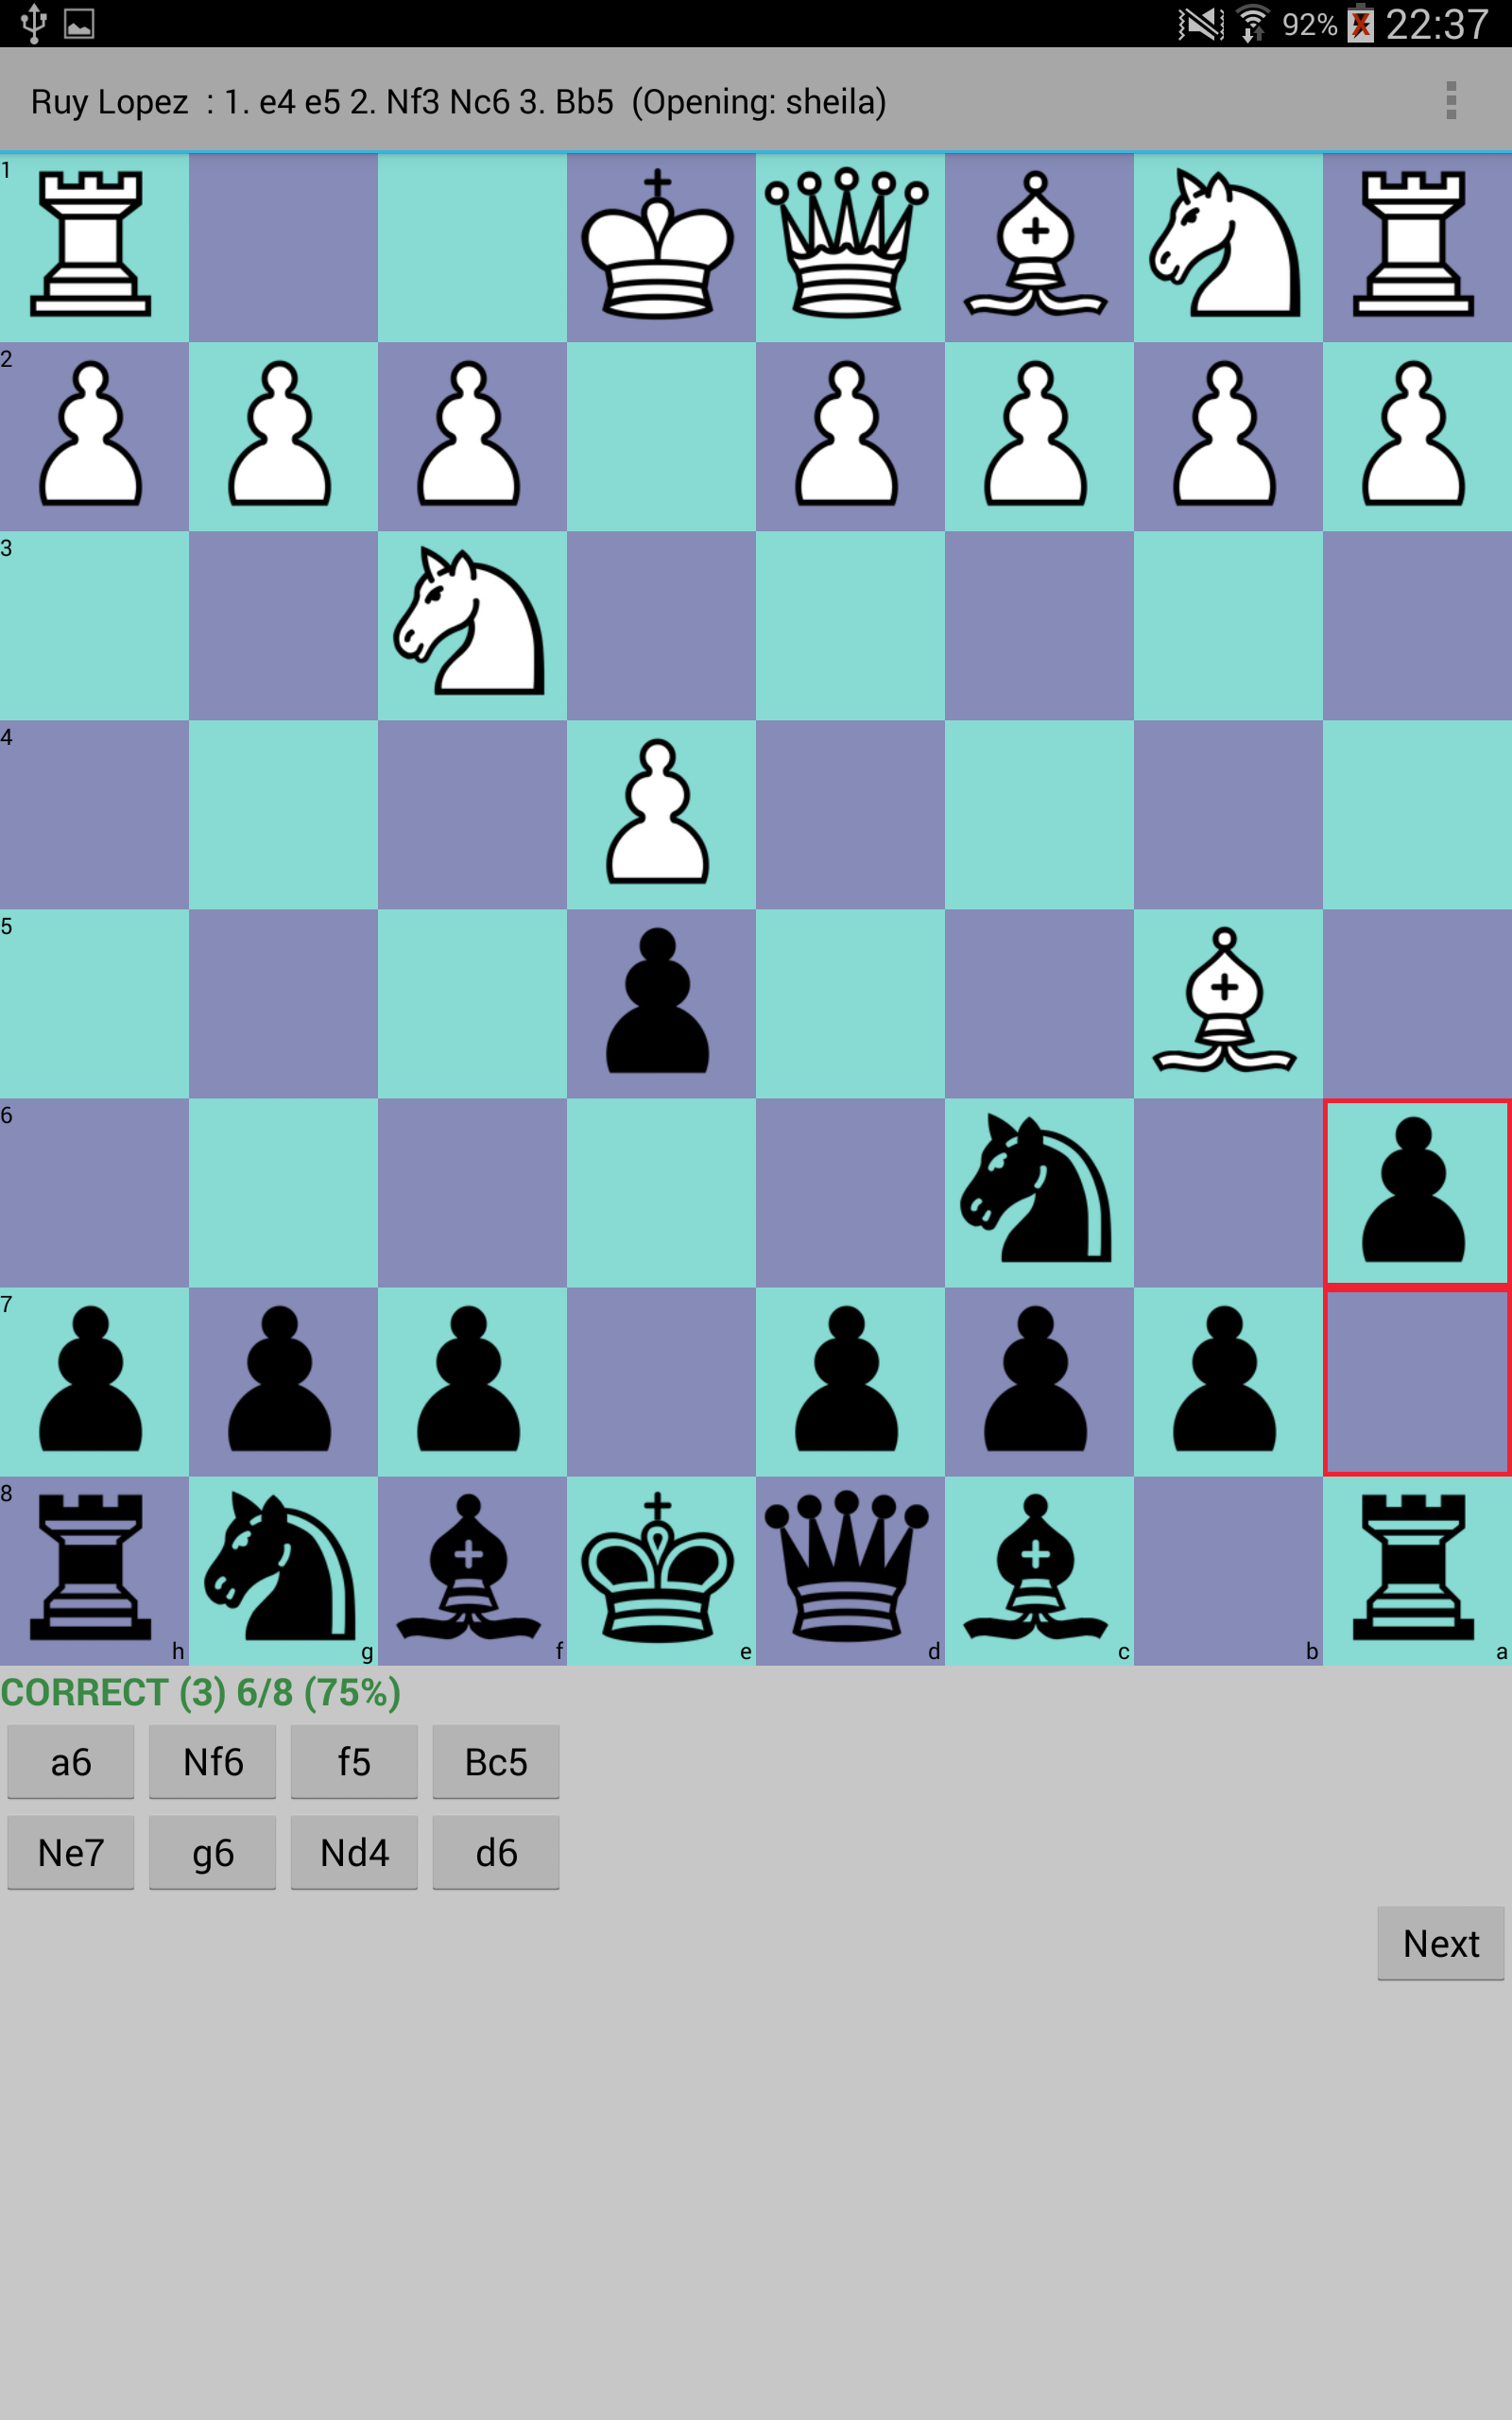 92% 22:37
Ruy Lopez : 1. e4 e5 2. Nf3 Nc6 3. Bb5 (Opening: sheila)
1
2
3
4
5
6
7
8
h g f e d c b a
CORRECT (3) 6/8 (75%)
a6 Nf6 f5 Bc5
Ne7 g6 Nd4 d6
Next